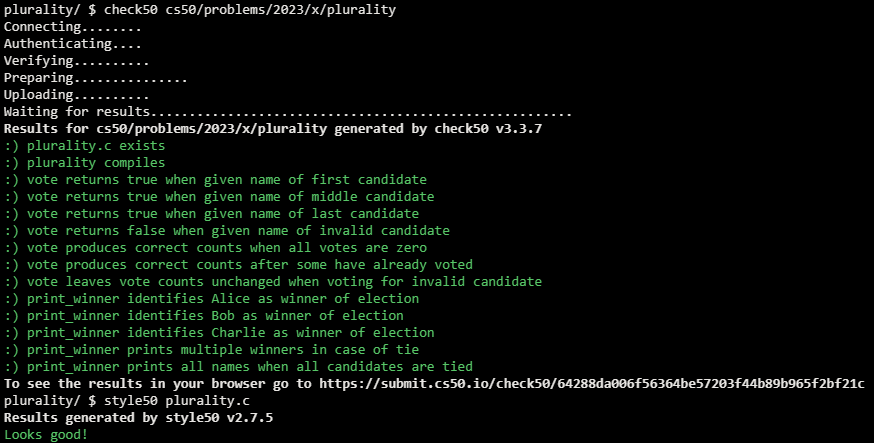 plurality/ $ check50 cs50/problems/2023/x/plurality
Connecting........
Authenticating....
Verifying..........
Preparing...............
Uploading..........
Waiting for results........................................................
Results for cs50/problems/2023/x/plurality generated by check50 v3.3.7
:) plurality.c exists
:) plurality compiles
:) vote returns true when given name of first candidate
:) vote returns true when given name of middle candidate
:) vote returns true when given name of last candidate
:) vote returns false when given name of invalid candidate
:) vote produces correct counts when all votes are zero
:) vote produces correct counts after some have already voted
:) vote leaves vote counts unchanged when voting for invalid candidate
:) print_winner identifies Alice as winner of election
:) print_winner identifies Bob as winner of election
:) print_winner identifies Charlie as winner of election
:) print_winner prints multiple winners in case of tie
:) print_winner prints all names when all candidates are tied
To see the results in your browser go to https://submit.cs50.io/check50/64288da006f56364be57203f44b89b965f2bf21c
plurality/ $ style50 plurality.c
Results generated by style50 v2.7.5
Looks good!